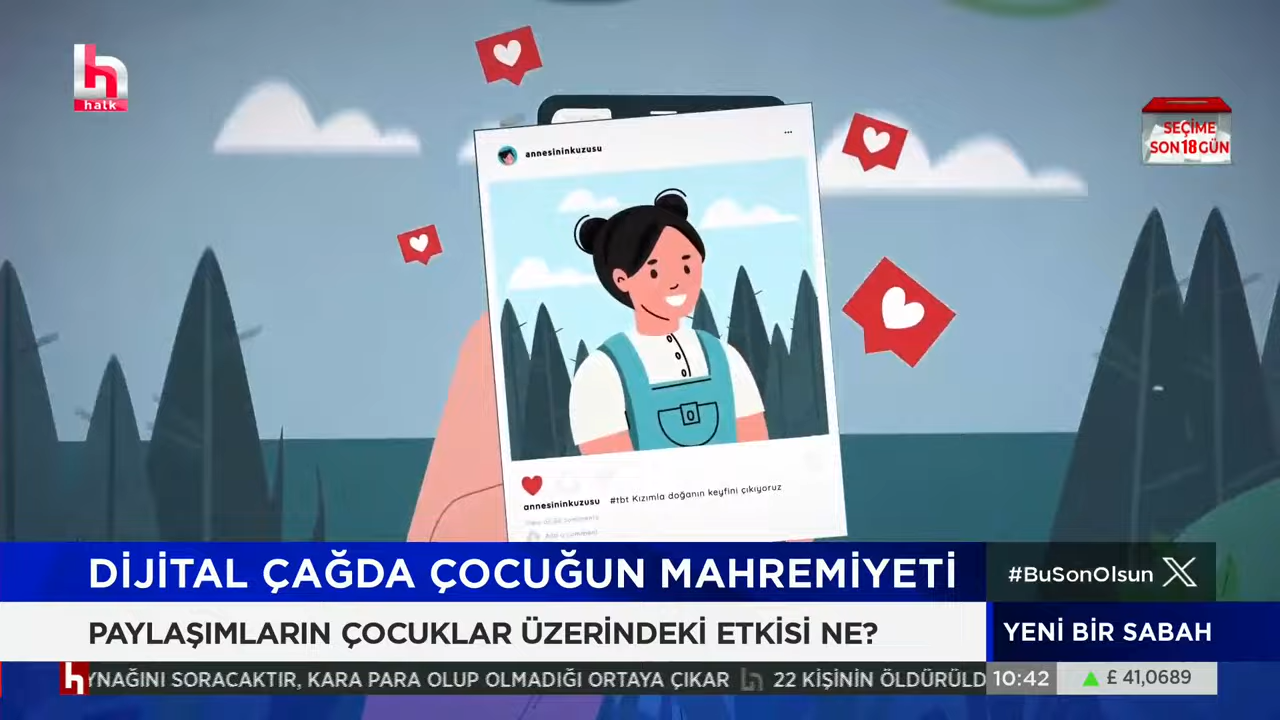 halk
SEÇİME
SON 18 GÜN
annesininkuzusu
annesininkuzusu #tbt Kızımla doğanın keyfini çıkıyoruz
Add a comment
DİJİTAL ÇAĞDA ÇOCUĞUN MAHREMİYETİ
#BuSonOlsun X
PAYLAŞIMLARIN ÇOCUKLAR ÜZERİNDEKİ ETKİSİ NE?
YENİ BİR SABAH
YNAĞINI SORACAKTIR, KARA PARA OLUP OLMADIĞI ORTAYA ÇIKAR h 22 KİŞİNİN ÖLDÜRÜLD
10:42
£ 41,0689